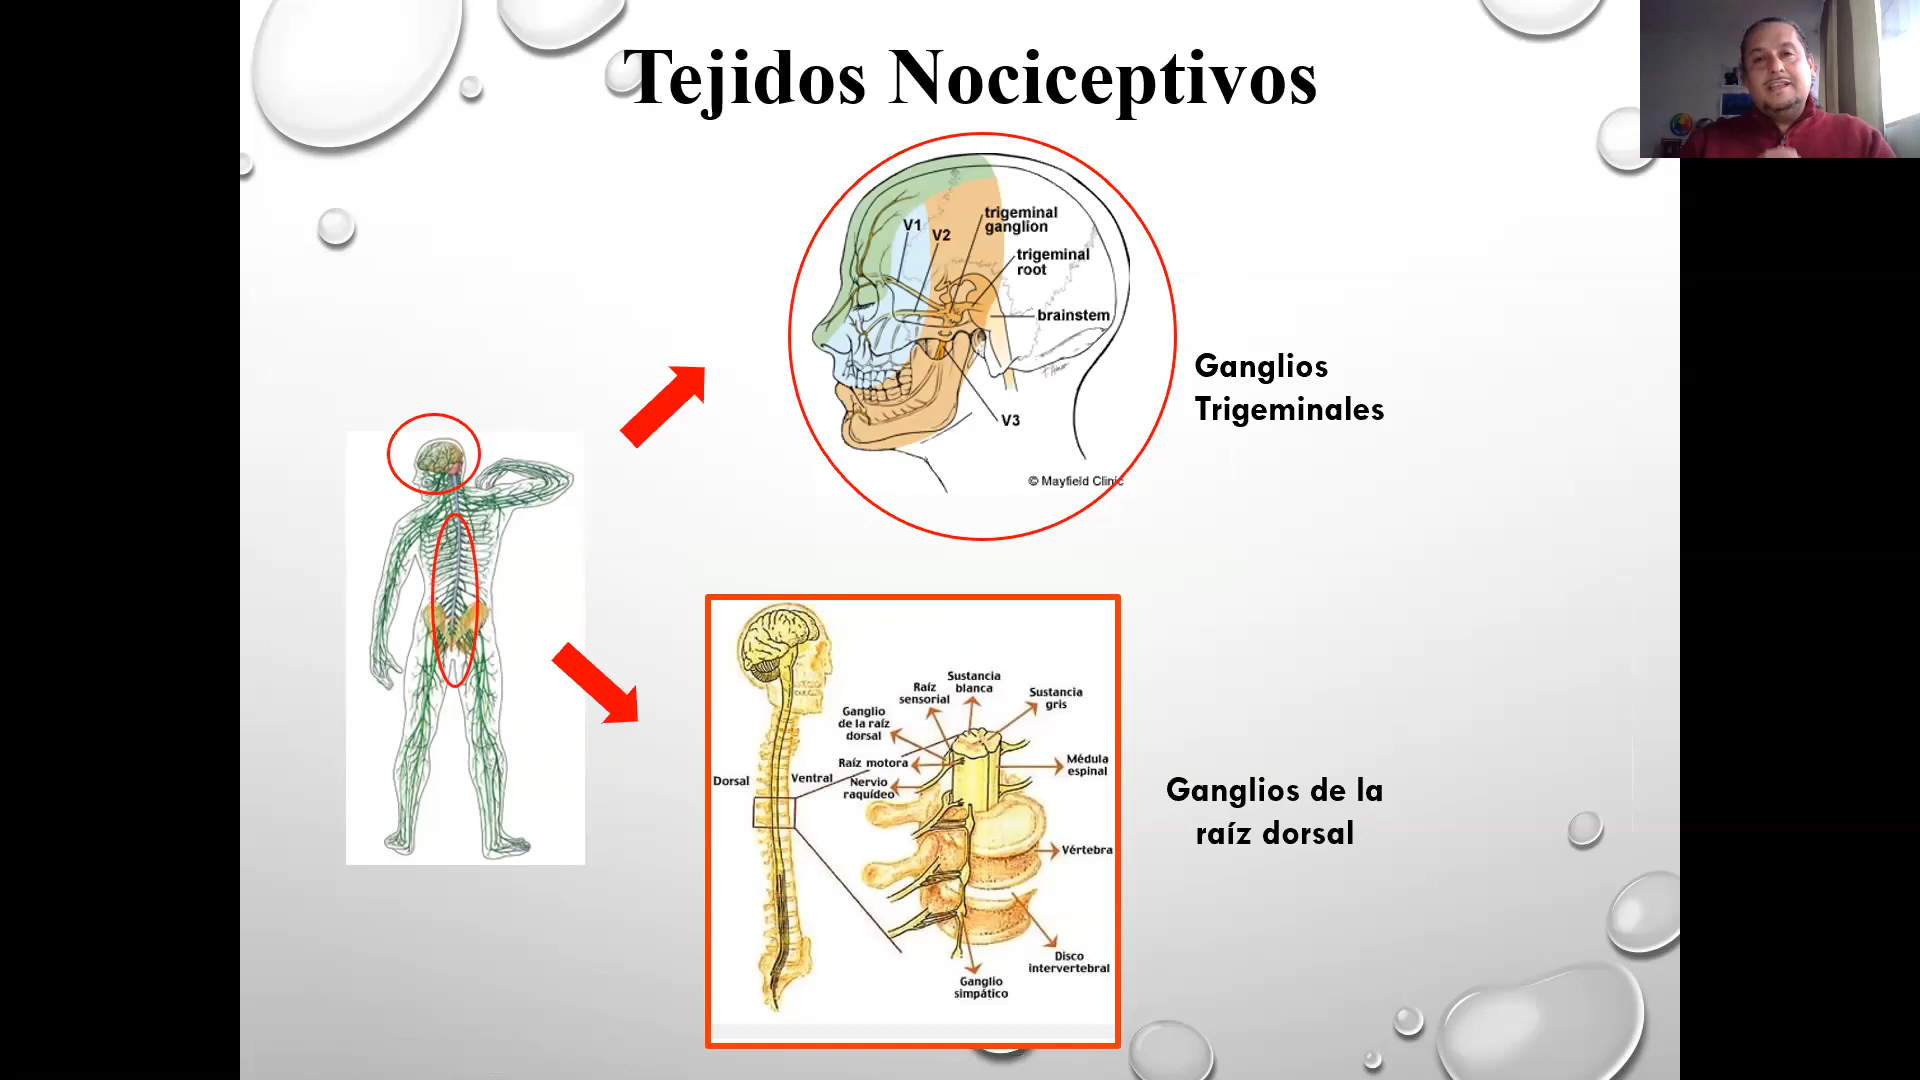 Tejidos Nociceptivos
V1
V2
trigeminal
ganglion
trigeminal
root
brainstem
V3
© Mayfield Clinic
Ganglios
Trigeminales
Sustancia
blanca
Raíz
sensorial
Sustancia
gris
Ganglio
de la raíz
dorsal
Raíz motora
Médula
espinal
Dorsal
Ventral
Nervio
raquídeo
Vértebra
Disco
intervertebral
Ganglio
simpático
Ganglios de la
raíz dorsal